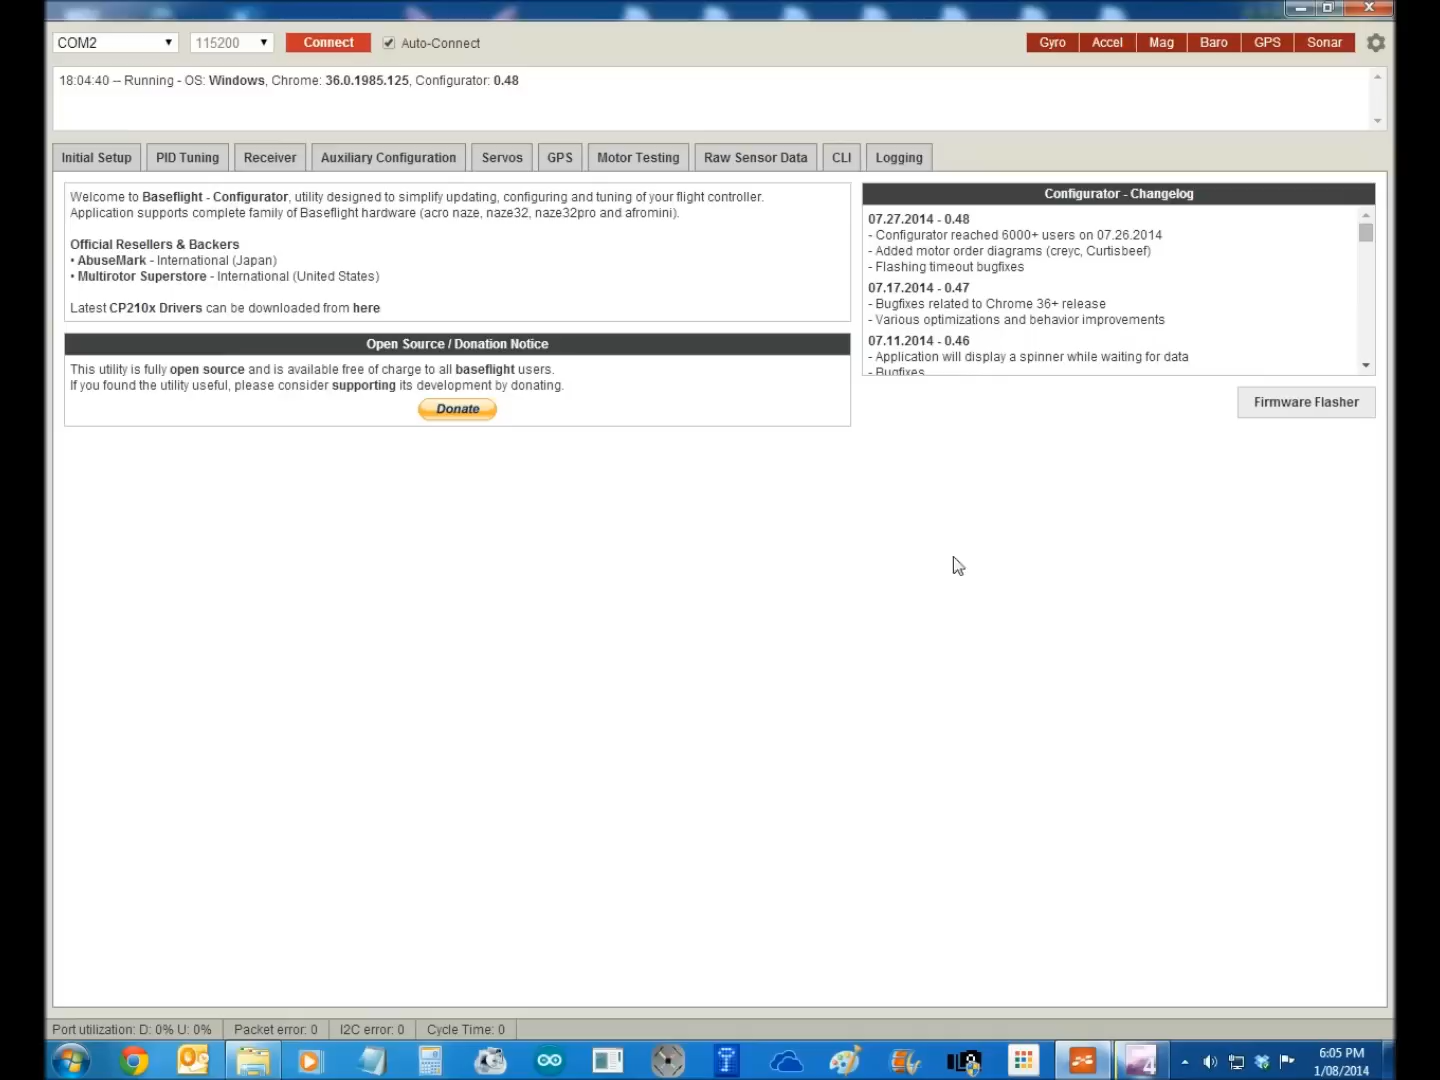 COM2
115200
Connect
Auto-Connect
Gyro Accel Mag Baro GPS Sonar
18:04:40 -- Running - OS: Windows, Chrome: 36.0.1985.125, Configurator: 0.48
Initial Setup PID Tuning Receiver Auxiliary Configuration Servos GPS Motor Testing Raw Sensor Data CLI Logging
Welcome to Baseflight - Configurator, utility designed to simplify updating, configuring and tuning of your flight controller.
Application supports complete family of Baseflight hardware (acro naze, naze32, naze32pro and afromini).
Official Resellers & Backers
• AbuseMark - International (Japan)
• Multirotor Superstore - International (United States)
Latest CP210x Drivers can be downloaded from here
Open Source / Donation Notice
This utility is fully open source and is available free of charge to all baseflight users.
If you found the utility useful, please consider supporting its development by donating.
Donate
Configurator - Changelog
07.27.2014 - 0.48
- Configurator reached 6000+ users on 07.26.2014
- Added motor order diagrams (creyc, Curtisbeef)
- Flashing timeout bugfixes
07.17.2014 - 0.47
- Bugfixes related to Chrome 36+ release
- Various optimizations and behavior improvements
07.11.2014 - 0.46
- Application will display a spinner while waiting for data
- Bugfixes
Firmware Flasher
Port utilization: D: 0% U: 0% Packet error: 0 I2C error: 0 Cycle Time: 0
6:05 PM
1/08/2014